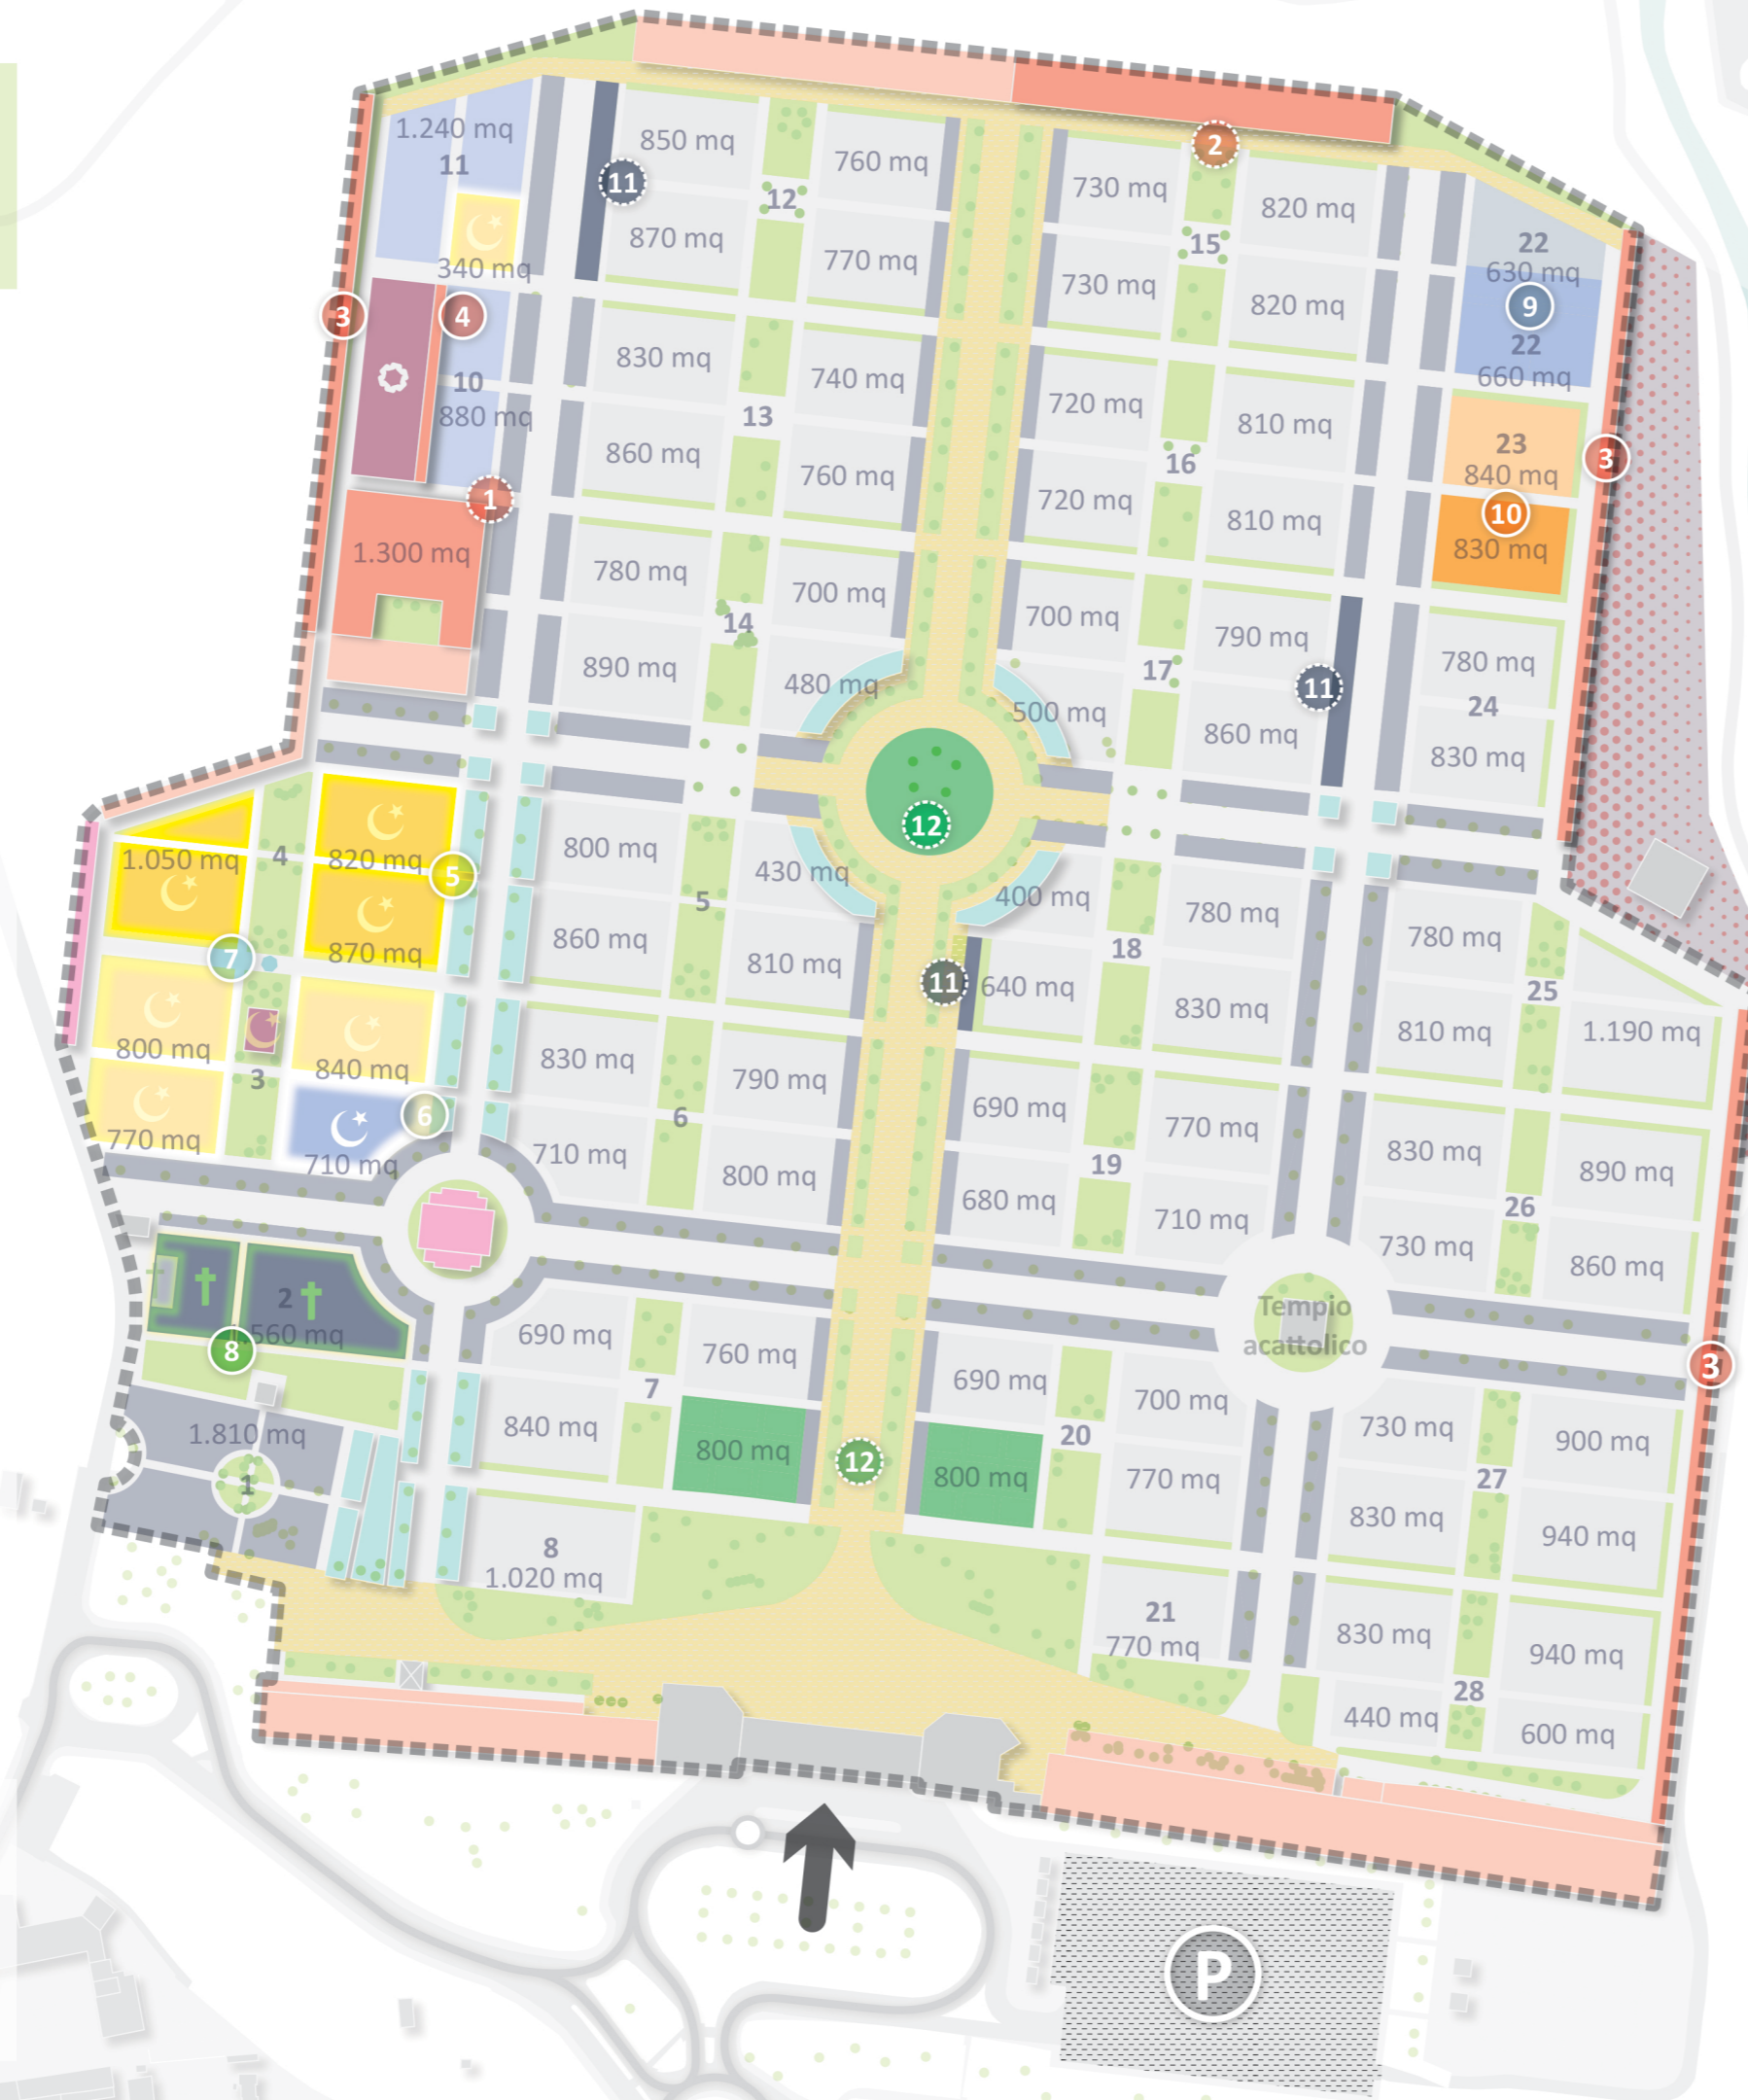 2
1.240 mq
11
850 mq
760 mq
730 mq
820 mq
11
12
15
22
630 mq
340 mq
870 mq
770 mq
730 mq
820 mq
9
3
4
22
660 mq
10
880 mq
830 mq
740 mq
720 mq
810 mq
13
16
23
840 mq
3
1
860 mq
760 mq
720 mq
810 mq
10
830 mq
1.300 mq
780 mq
700 mq
700 mq
790 mq
14
17
11
780 mq
24
890 mq
480 mq
500 mq
860 mq
830 mq
12
1.050 mq
4
820 mq
5
800 mq
430 mq
400 mq
780 mq
780 mq
5
18
25
870 mq
7
860 mq
810 mq
11
640 mq
830 mq
810 mq
1.190 mq
800 mq
3
840 mq
830 mq
790 mq
690 mq
770 mq
830 mq
890 mq
6
19
26
770 mq
6
710 mq
710 mq
800 mq
680 mq
710 mq
730 mq
860 mq
Tempio
acattolico
2
560 mq
8
690 mq
760 mq
690 mq
700 mq
730 mq
900 mq
3
7
20
27
1.810 mq
1
840 mq
800 mq
12
800 mq
770 mq
830 mq
940 mq
8
1.020 mq
21
770 mq
830 mq
940 mq
28
440 mq
600 mq
P